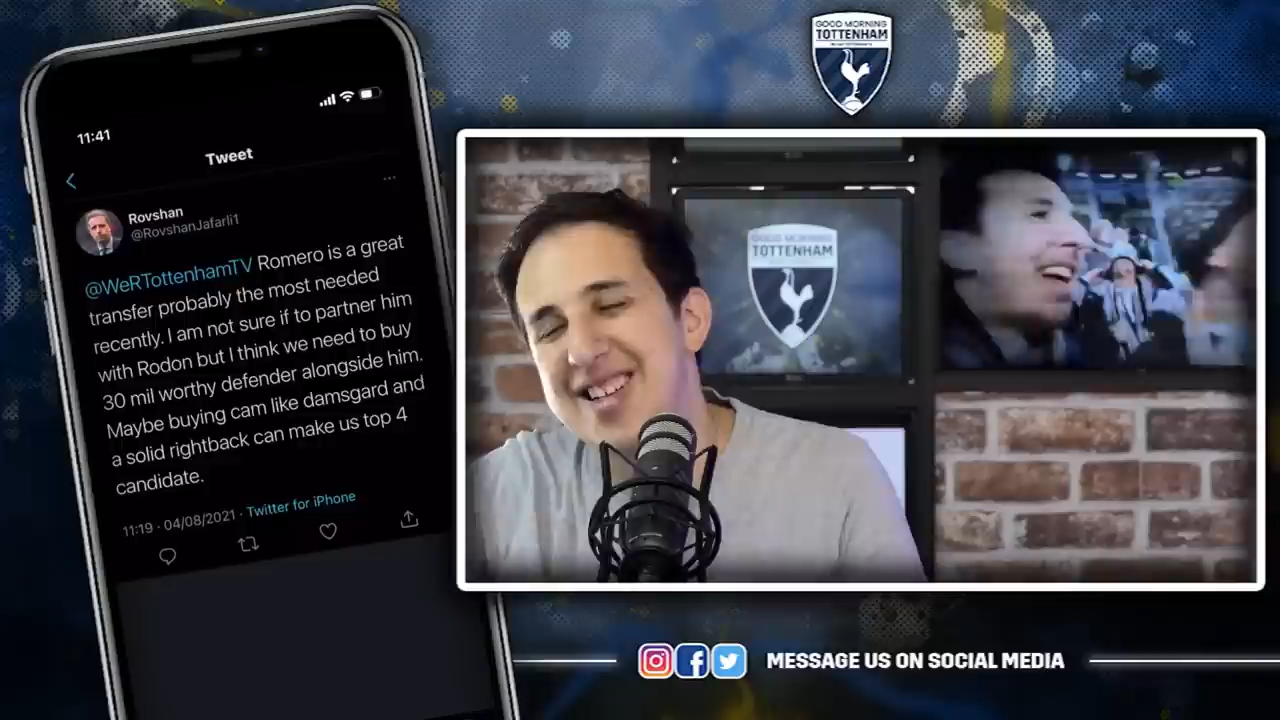 GOOD MORNING
TOTTENHAM
11:41
Tweet
Rovshan
@RovshanJafarli1
@WeRTottenhamTV Romero is a great
transfer probably the most needed
recently. I am not sure if to partner him
with Rodon but I think we need to buy
30 mil worthy defender alongside him.
Maybe buying cam like damsgard and
a solid rightback can make us top 4
candidate.
11:19 · 04/08/2021 · Twitter for iPhone
GOOD MORNING
TOTTENHAM
MESSAGE US ON SOCIAL MEDIA